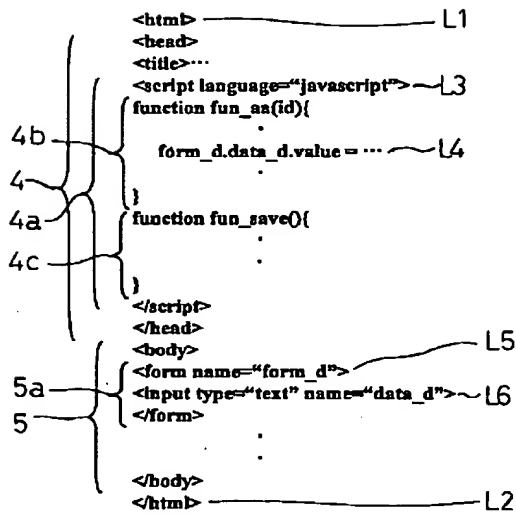 <html> L1
<head>
<title>…
<script language="javascript"> L3
function fun_aa(id){
.
4b
form_d.data_d.value = … L4
4
.
}
4a
function fun_save(){
.
4c
.
}
</script>
</head>
<body>
L5
<form name="form_d">
5a
<input type="text" name="data_d"> L6
5
</form>
.
.
</body>
</html> L2